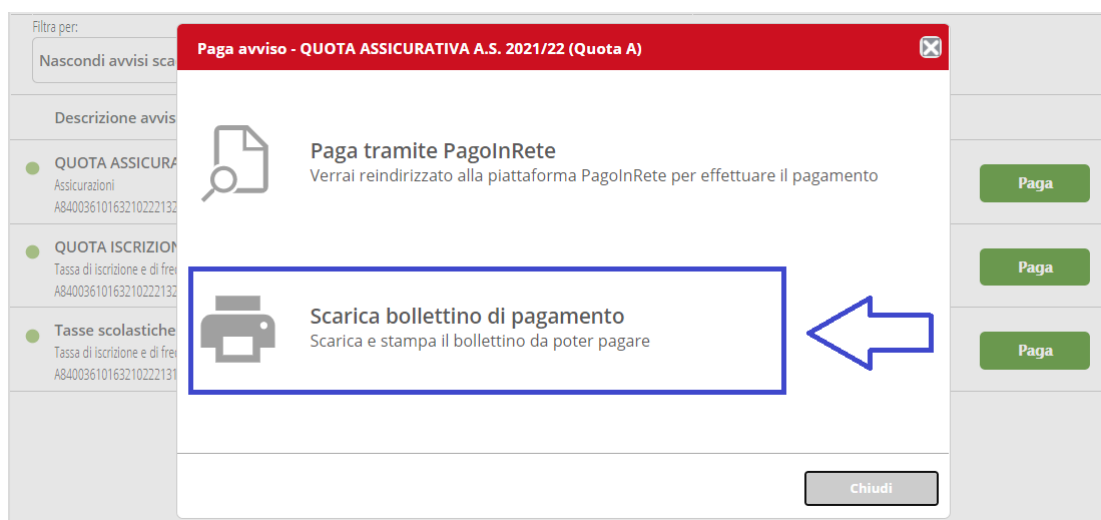 Filtra per:
Nascondi avvisi sca
Paga avviso - QUOTA ASSICURATIVA A.S. 2021/22 (Quota A)
Descrizione avvis
Paga tramite PagoInRete
Verrai reindirizzato alla piattaforma PagoInRete per effettuare il pagamento
QUOTA ASSICURA
Assicurazioni
A84003610163210222132
Paga
QUOTA ISCRIZION
Tassa di iscrizione e di fre
A84003610163210222132
Paga
Scarica bollettino di pagamento
Scarica e stampa il bollettino da poter pagare
Tasse scolastiche
Tassa di iscrizione e di fre
A84003610163210222131
Paga
Chiudi